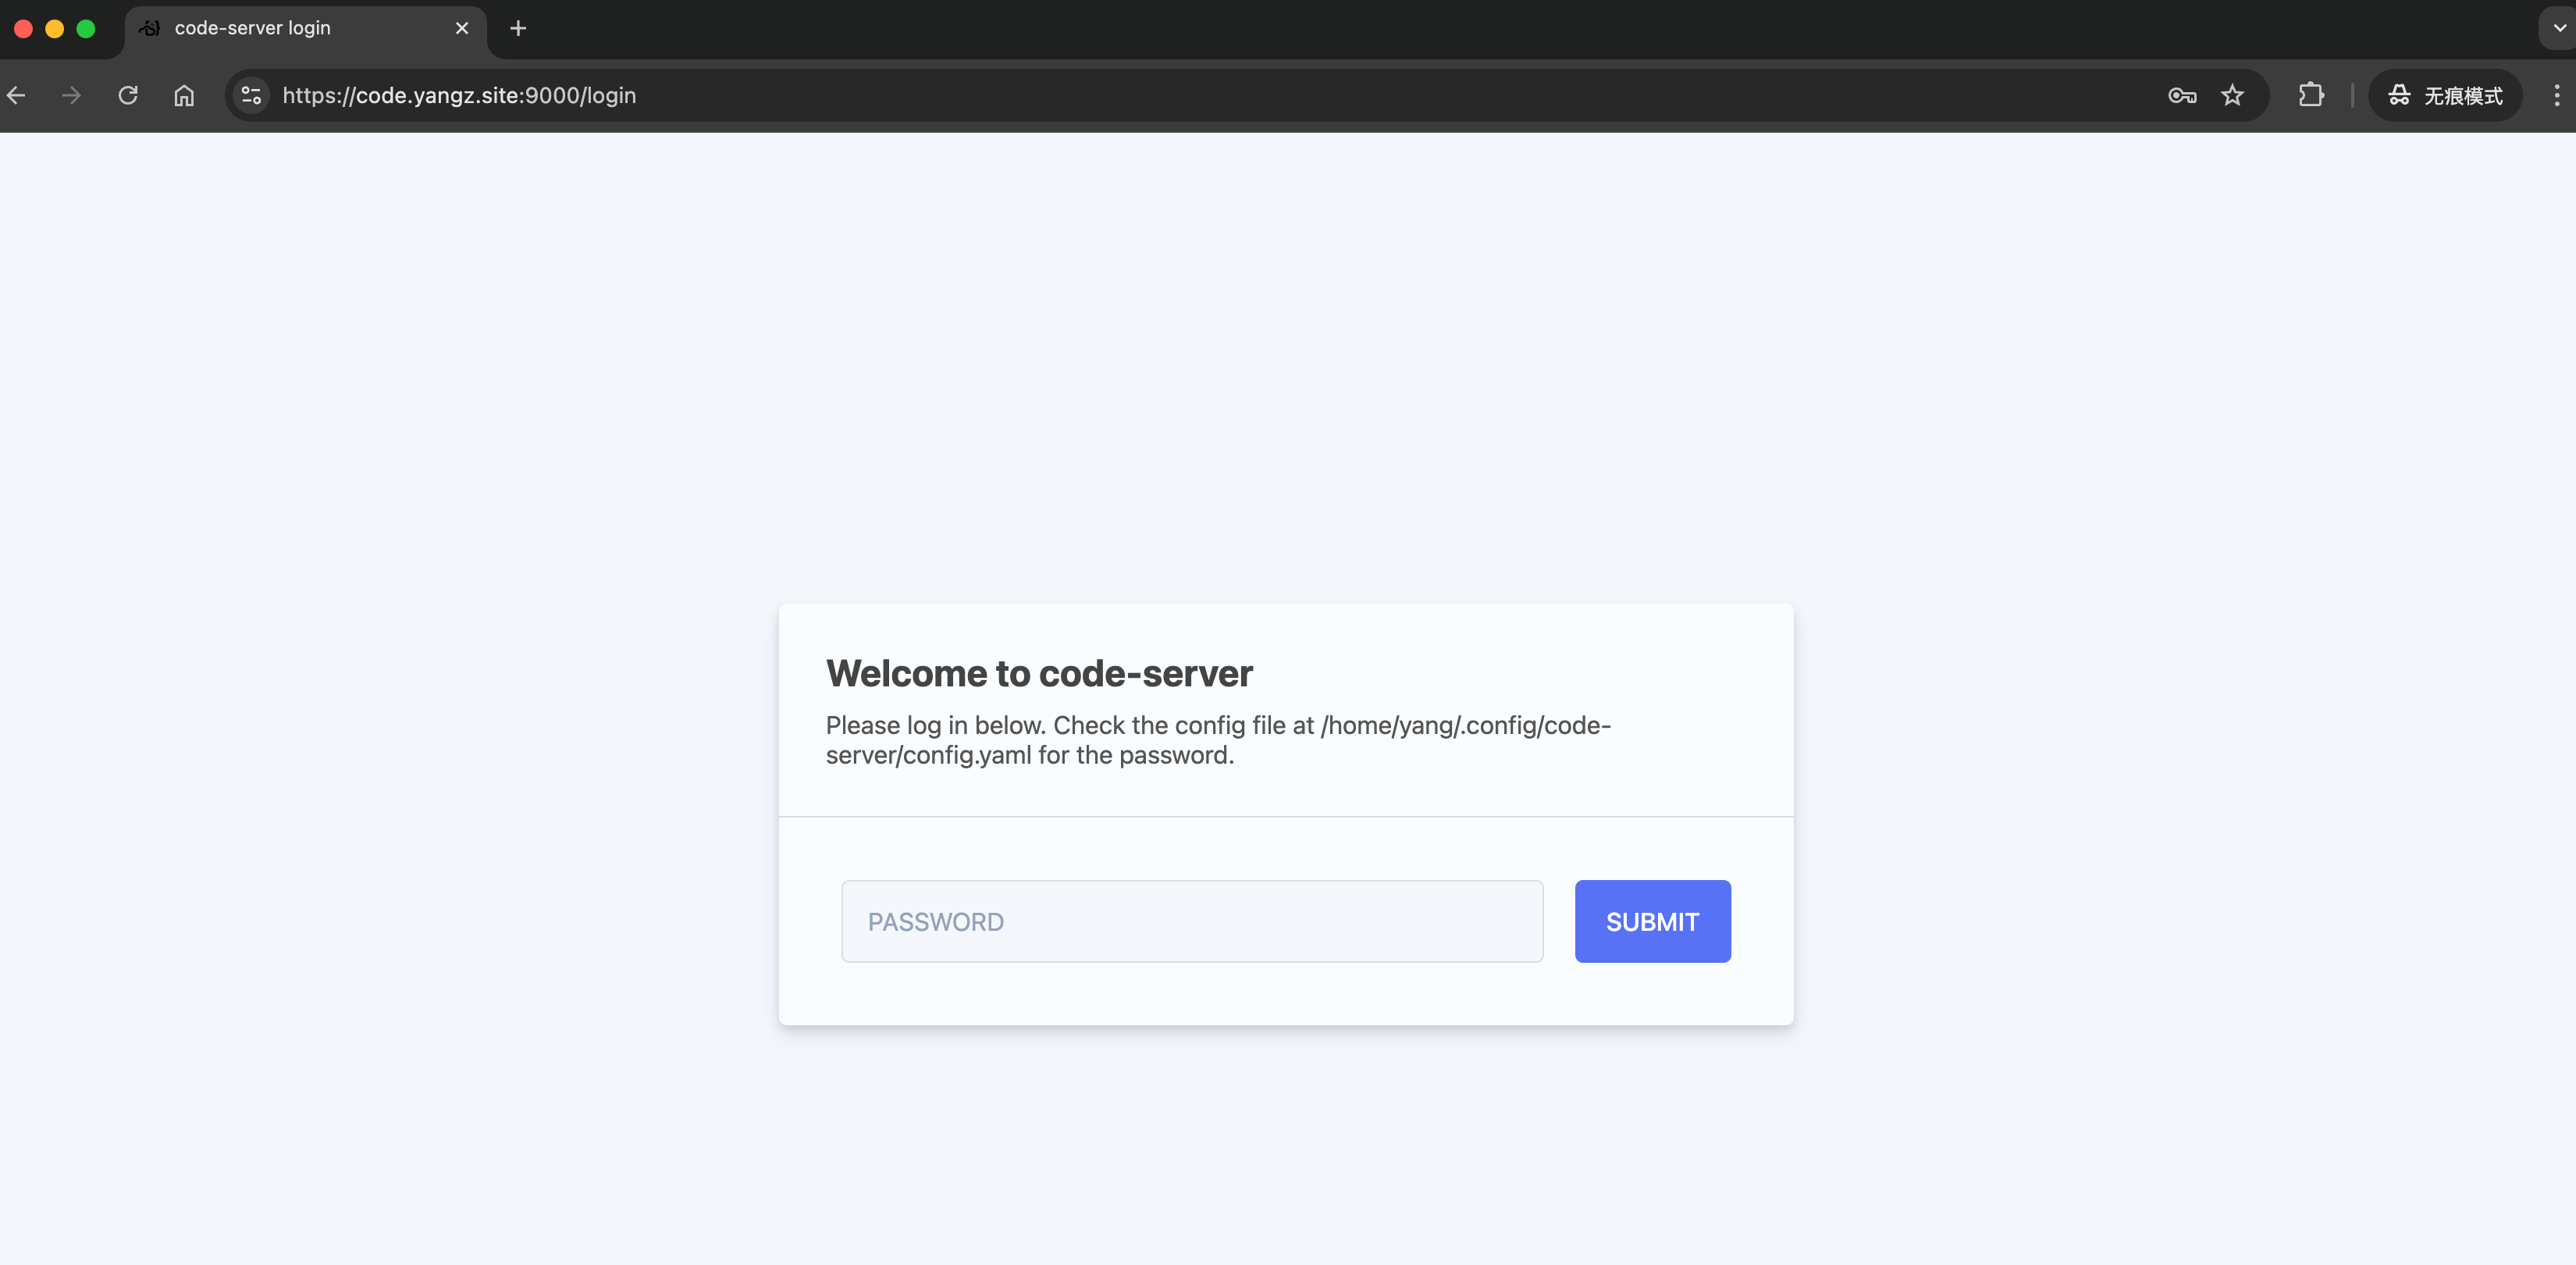 code-server login
https://code.yangz.site:9000/login
无痕模式
Welcome to code-server
Please log in below. Check the config file at /home/yang/.config/code-
server/config.yaml for the password.
PASSWORD
SUBMIT